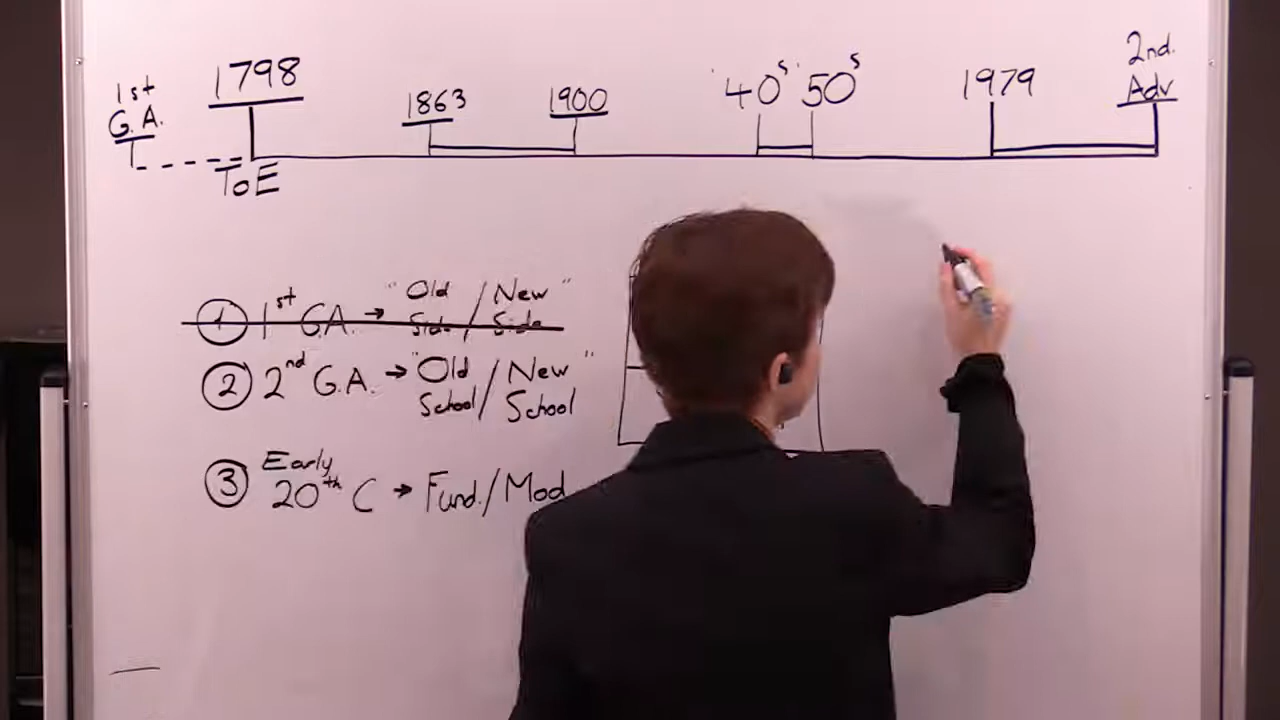 1st G.A. 1798 1863 1900 '40s '50s 1979 2nd. Adv
ToE
① 1st G.A. → "Old Side / New Side"
② 2nd G.A. → "Old School / New School"
③ Early 20th C → Fund./Mod